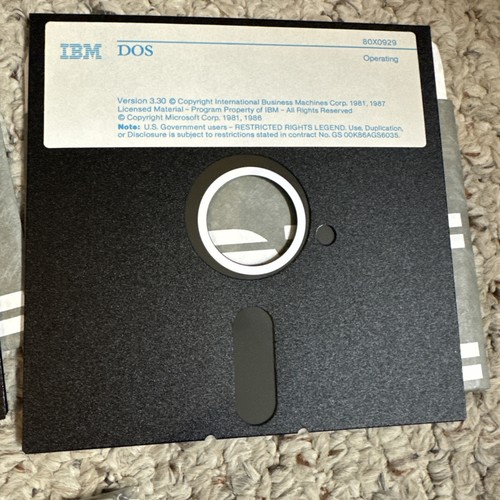 IBM DOS 80X0929
Operating
Version 3.30 © Copyright International Business Machines Corp. 1981, 1987
Licensed Material – Program Property of IBM – All Rights Reserved
© Copyright Microsoft Corp. 1981, 1986
Note: U.S. Government users – RESTRICTED RIGHTS LEGEND. Use, Duplication,
or Disclosure is subject to restrictions stated in contract No. GS 00K86AGS6035.